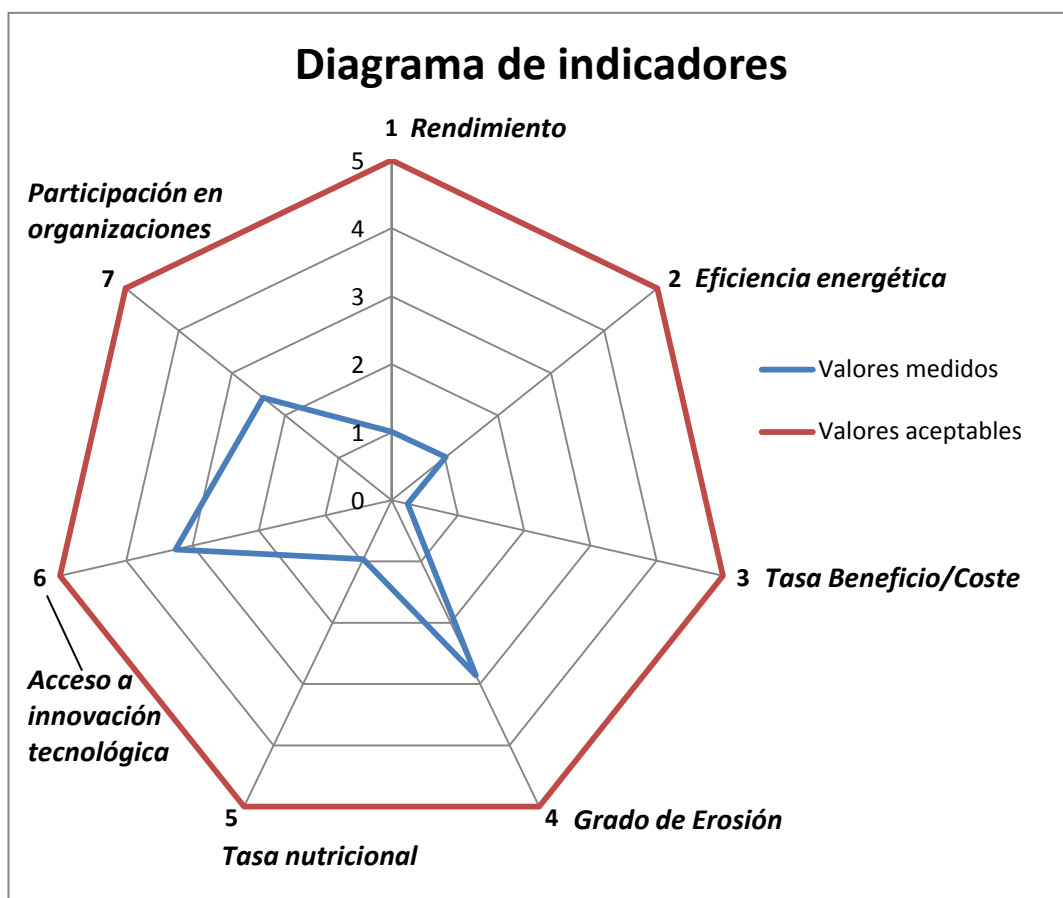 Diagrama de indicadores
1 Rendimiento
5
4
3
2
1
0
2 Eficiencia energética
3 Tasa Beneficio/Coste
4 Grado de Erosión
5
Tasa nutricional
6
Acceso a
innovación
tecnológica
Participación en
organizaciones
7
Valores medidos
Valores aceptables